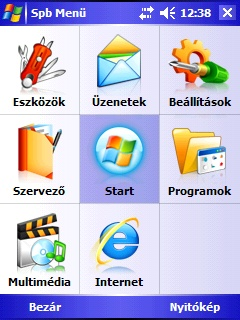 Spb Menü 12:38
Eszközök Üzenetek Beállítások
Szervező Start Programok
Multimédia Internet
Bezár Nyitókép